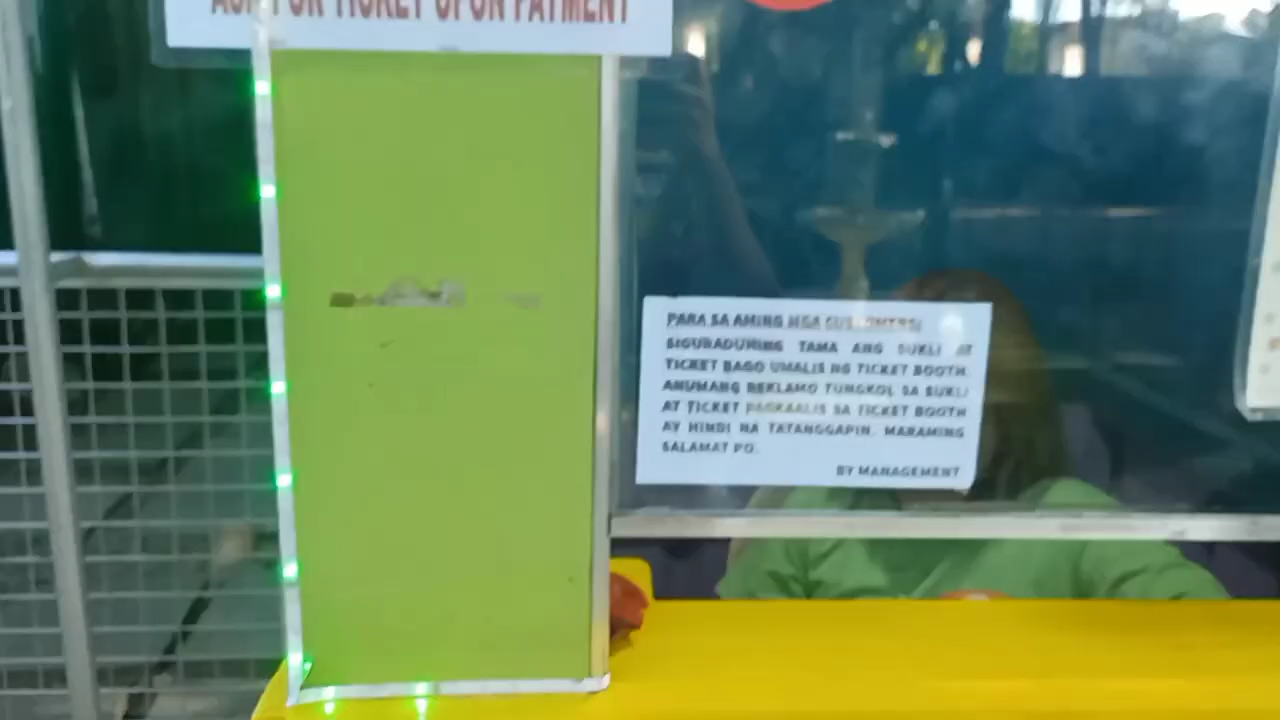 ASK FOR TICKET UPON PAYMENT
PARA SA AMING MGA CUSTOMERS:
SIGURADUHING TAMA ANG SUKLI AT
TICKET BAGO UMALIS NG TICKET BOOTH.
ANUMANG REKLAMO TUNGKOL SA SUKLI
AT TICKET PAGKAALIS SA TICKET BOOTH
AY HINDI NA TATANGGAPIN. MARAMING
SALAMAT PO.
BY MANAGEMENT